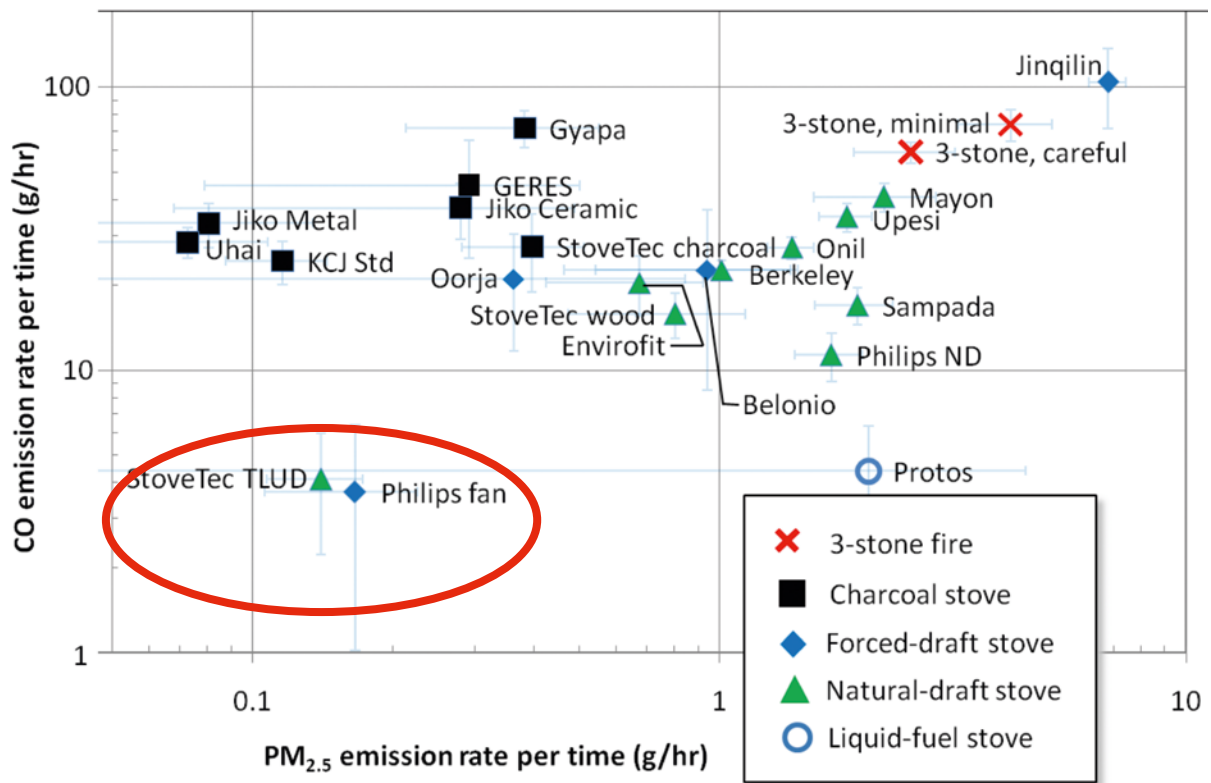 CO emission rate per time (g/hr)
100
10
1
0.1
1
10
PM2.5 emission rate per time (g/hr)
Jinqilin
3-stone, minimal
3-stone, careful
Gyapa
GERES
Mayon
Jiko Ceramic
Upesi
Jiko Metal
Uhai
StoveTec charcoal
Onil
KCJ Std
Oorja
Berkeley
StoveTec wood
Sampada
Envirofit
Philips ND
Belonio
StoveTec TLUD
Philips fan
Protos
3-stone fire
Charcoal stove
Forced-draft stove
Natural-draft stove
Liquid-fuel stove